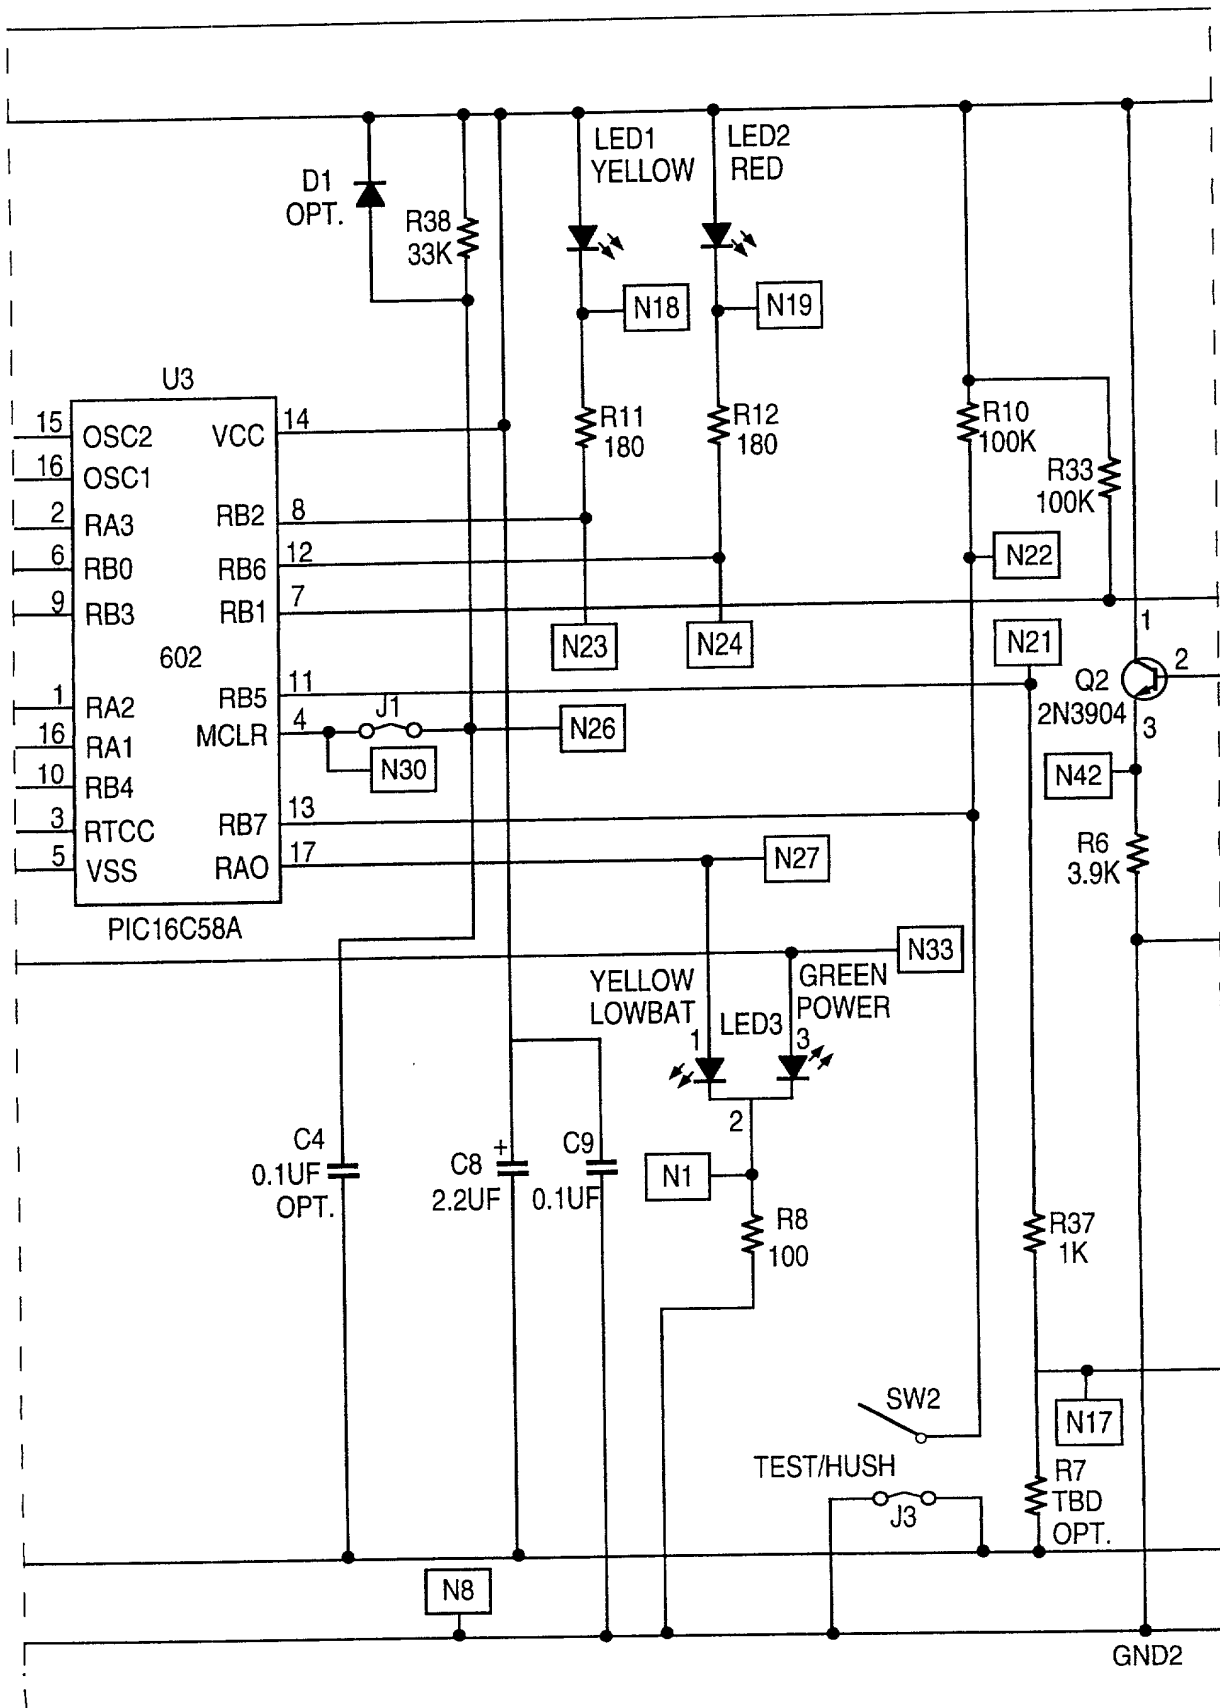 LED1
YELLOW
LED2
RED
D1
OPT.
R38
33K
N18
N19
U3
R11
180
R12
180
R10
100K
R33
100K
15 OSC2 VCC 14
16 OSC1
2 RA3 RB2 8
6 RB0 RB6 12
9 RB3 RB1 7
602
1 RA2 RB5 11
16 RA1 MCLR 4
10 RB4
3 RTCC RB7 13
5 VSS RAO 17
PIC16C58A
J1
N22
N23
N24
N21
1
Q2
2
2N3904
3
N26
N30
N42
N27
R6
3.9K
N33
YELLOW
LOWBAT
GREEN
POWER
LED3
1
3
2
C4
0.1UF
OPT.
+
C8
2.2UF
C9
0.1UF
N1
R8
100
R37
1K
SW2
N17
TEST/HUSH
J3
R7
TBD
OPT.
N8
GND2